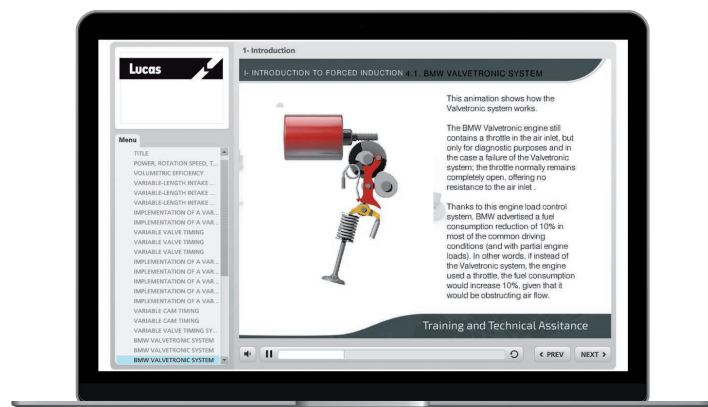 1- Introduction
Lucas
I- INTRODUCTION TO FORCED INDUCTION 4.1. BMW VALVETRONIC SYSTEM
This animation shows how the
Valvetronic system works.
The BMW Valvetronic engine still
contains a throttle in the air inlet, but
only for diagnostic purposes and in
the case a failure of the Valvetronic
system; the throttle normally remains
completely open, offering no
resistance to the air inlet .
Thanks to this engine load control
system, BMW advertised a fuel
consumption reduction of 10% in
most of the common driving
conditions (and with partial engine
loads). In other words, if instead of
the Valvetronic system, the engine
used a throttle, the fuel consumption
would increase 10%, given that it
would be obstructing air flow.
Menu
TITLE
POWER, ROTATION SPEED, T...
VOLUMETRIC EFFICIENCY
VARIABLE-LENGTH INTAKE ...
VARIABLE-LENGTH INTAKE ...
VARIABLE-LENGTH INTAKE ...
IMPLEMENTATION OF A VAR...
IMPLEMENTATION OF A VAR...
VARIABLE VALVE TIMING
VARIABLE VALVE TIMING
VARIABLE VALVE TIMING
IMPLEMENTATION OF A VAR...
IMPLEMENTATION OF A VAR...
IMPLEMENTATION OF A VAR...
IMPLEMENTATION OF A VAR...
IMPLEMENTATION OF A VAR...
VARIABLE CAM TIMING
VARIABLE CAM TIMING
VARIABLE VALVE TIMING SY...
BMW VALVETRONIC SYSTEM
BMW VALVETRONIC SYSTEM
BMW VALVETRONIC SYSTEM
Training and Technical Assitance
PREV
NEXT